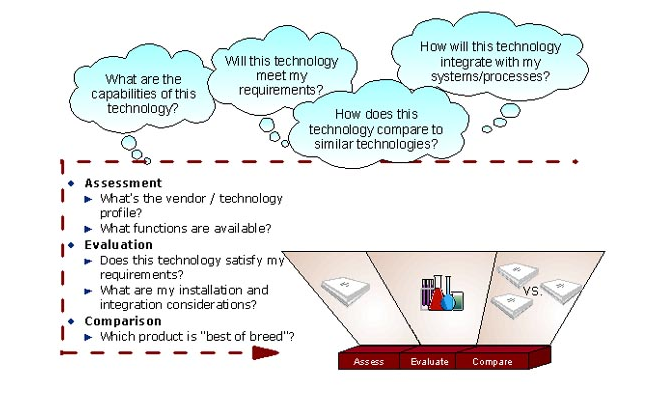 What are the
capabilities of this
technology?
Will this technology
meet my
requirements?
How does this
technology compare to
similar technologies?
How will this technology
integrate with my
systems/processes?
Assessment
What's the vendor / technology
profile?
What functions are available?
Evaluation
Does this technology satisfy my
requirements?
What are my installation and
integration considerations?
Comparison
Which product is "best of breed"?
VS.
Assess Evaluate Compare